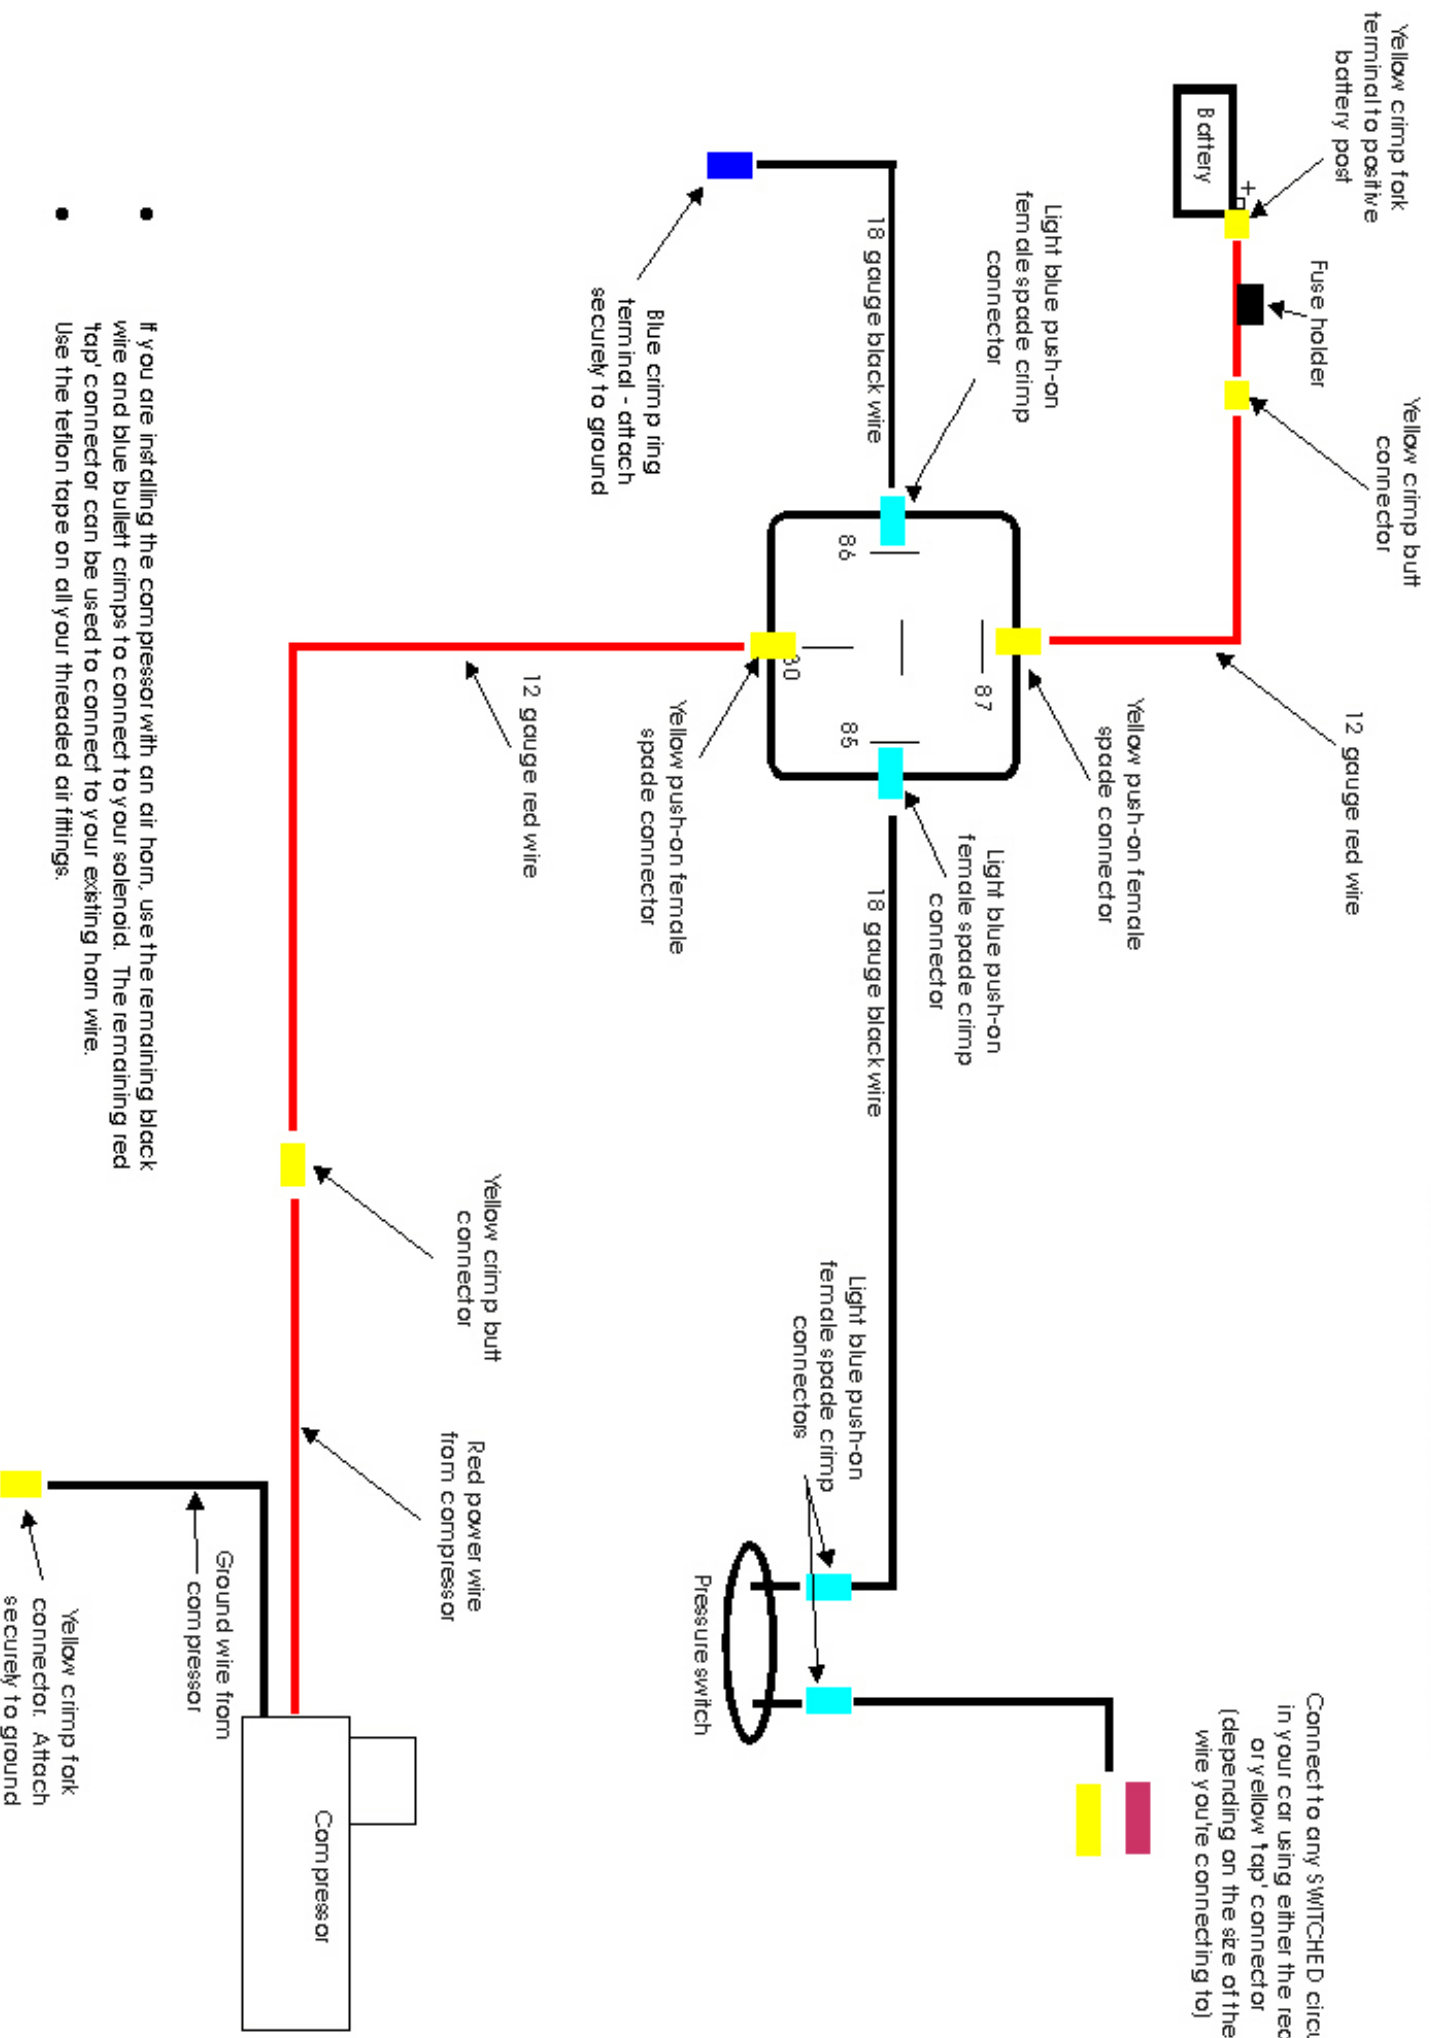 Yellow crimp fork
terminal to positive
battery post
Fuse holder
Yellow crimp butt
connector
12 gauge red wire
Battery
+
Light blue push-on
female spade crimp
connector
18 gauge black wire
Yellow push-on female
spade connector
87
86
85
30
Light blue push-on
female spade crimp
connector
18 gauge black wire
Blue crimp ring
terminal - attach
securely to ground
Yellow push-on female
spade connector
12 gauge red wire
Light blue push-on
female spade crimp
connectors
Pressure switch
Connect to any SWITCHED circu
in your car using either the red
or yellow 'tap' connector
(depending on the size of the
wire you're connecting to)
Yellow crimp butt
connector
Red power wire
from compressor
Compressor
Ground wire from
compressor
Yellow crimp fork
connector. Attach
securely to ground
• If you are installing the compressor with an air horn, use the remaining black
wire and blue bullett crimps to connect to your solenoid. The remaining red
'tap' connector can be used to connect to your existing horn wire.
• Use the teflon tape on all your threaded air fittings.